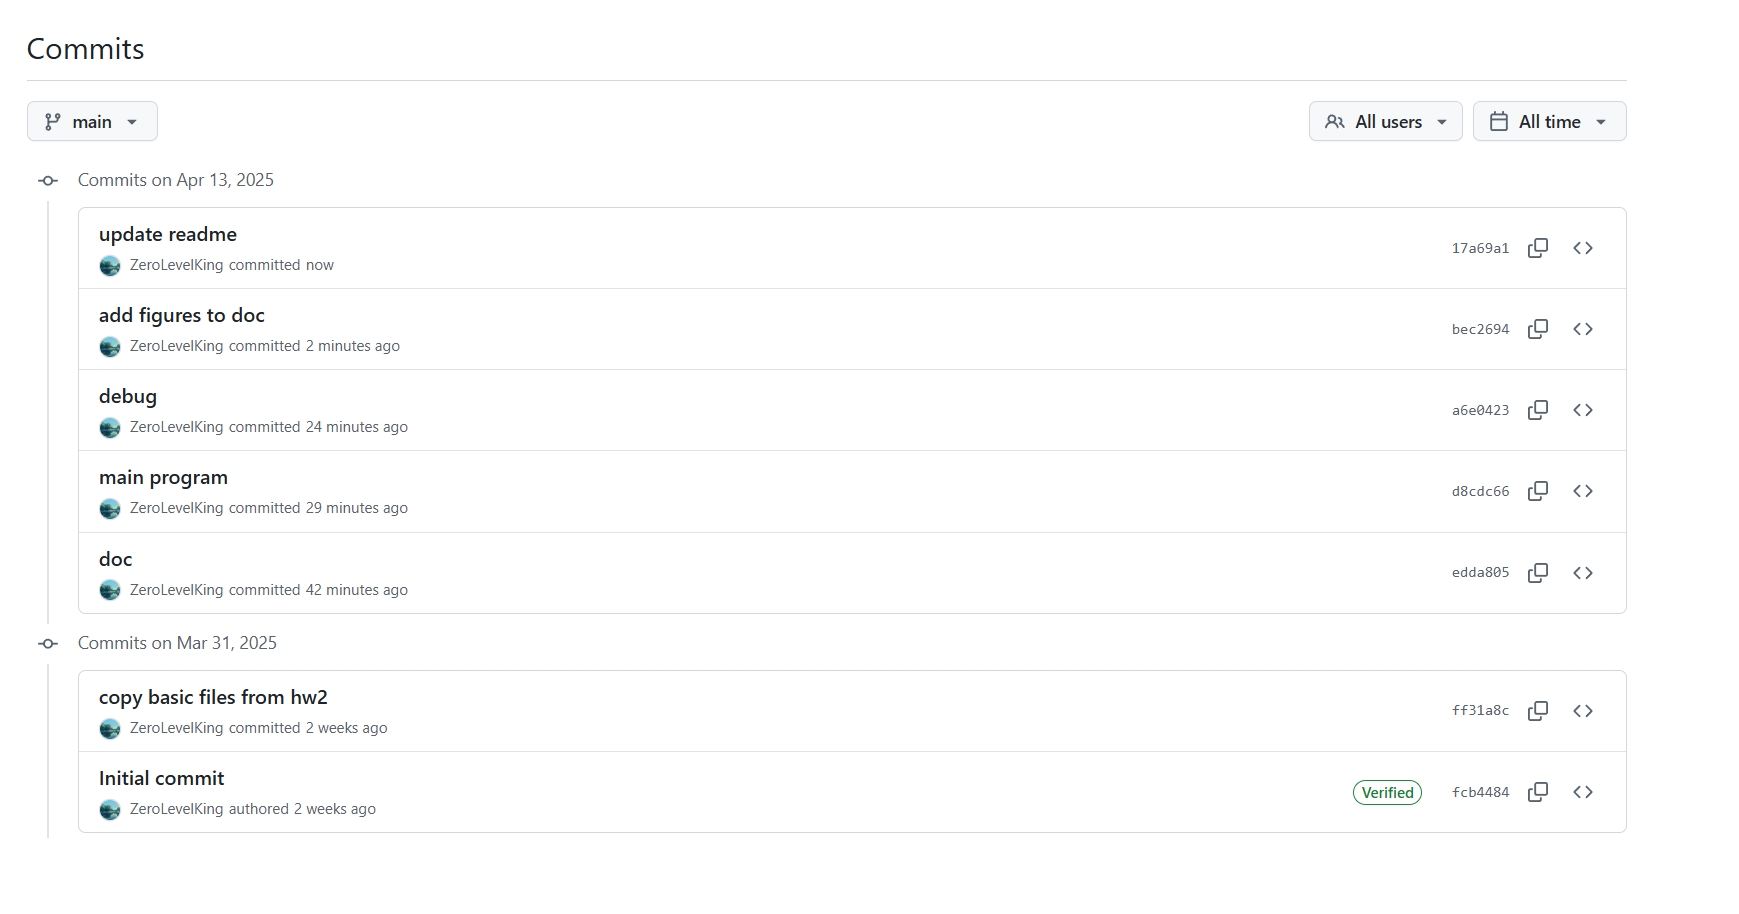 Commits
main
All users
All time
Commits on Apr 13, 2025
update readme
ZeroLevelKing committed now
17a69a1
add figures to doc
ZeroLevelKing committed 2 minutes ago
bec2694
debug
ZeroLevelKing committed 24 minutes ago
a6e0423
main program
ZeroLevelKing committed 29 minutes ago
d8cdc66
doc
ZeroLevelKing committed 42 minutes ago
edda805
Commits on Mar 31, 2025
copy basic files from hw2
ZeroLevelKing committed 2 weeks ago
ff31a8c
Initial commit
ZeroLevelKing authored 2 weeks ago
Verified
fcb4484